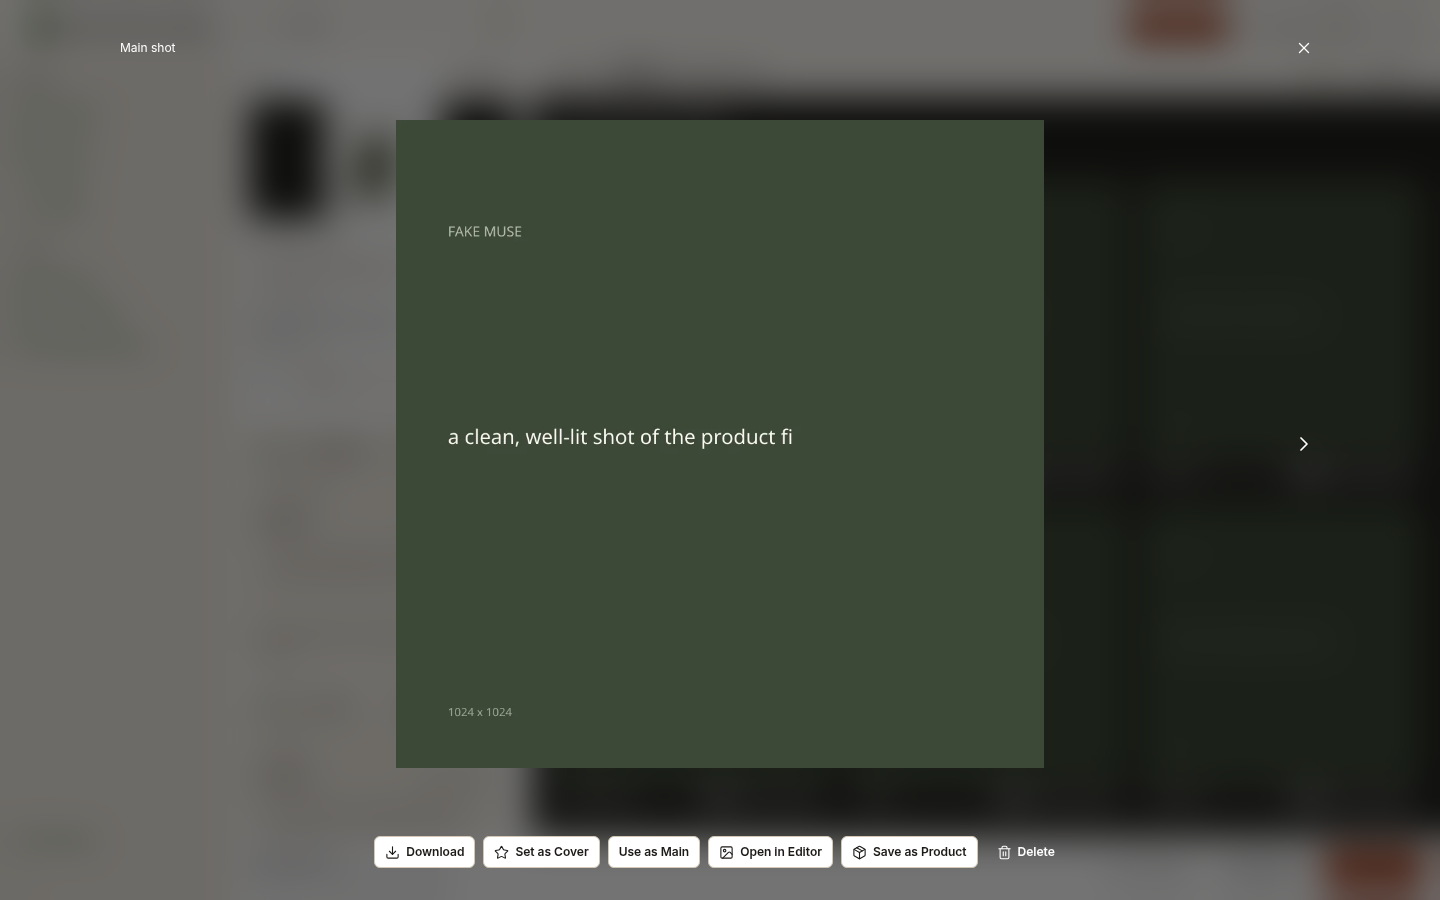 Main shot
FAKE MUSE
a clean, well-lit shot of the product fi
1024 x 1024
Download
Set as Cover
Use as Main
Open in Editor
Save as Product
Delete